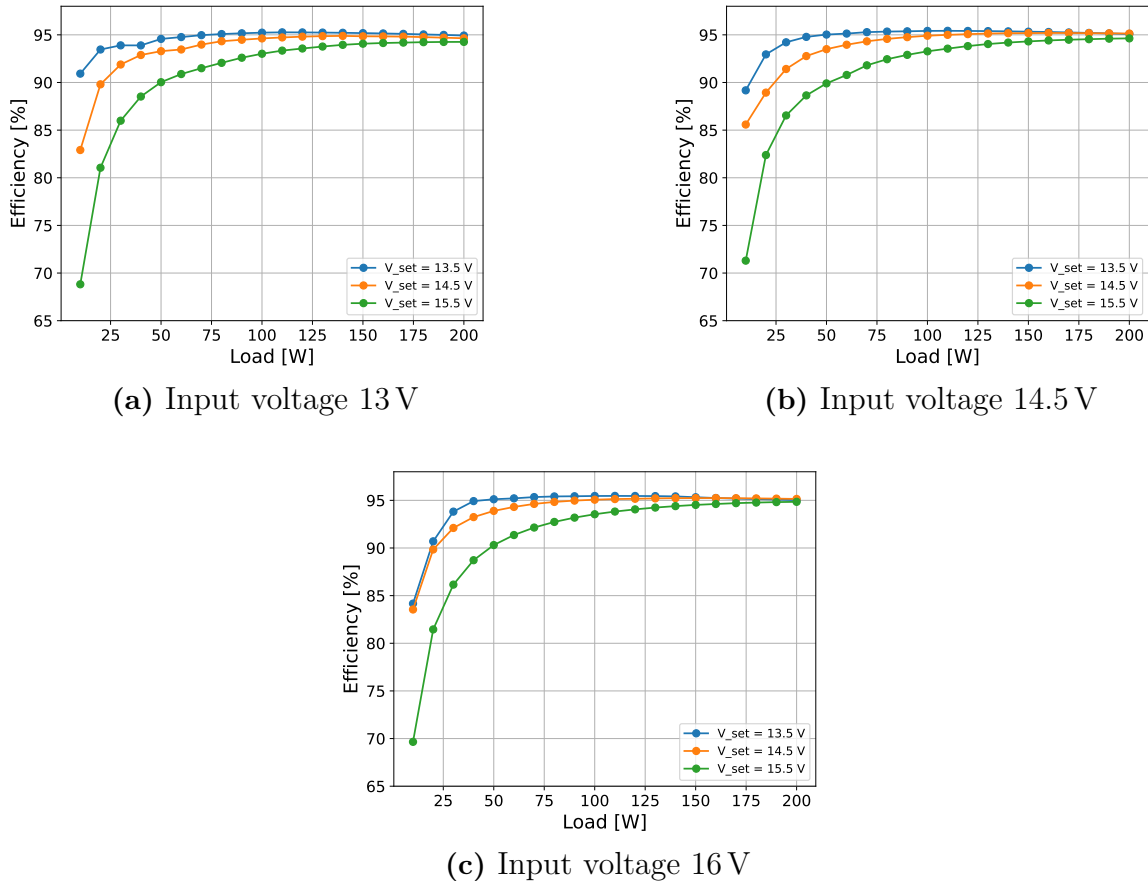 Efficiency [%]
95
90
85
80
75
70
65
V_set = 13.5 V
V_set = 14.5 V
V_set = 15.5 V
25 50 75 100 125 150 175 200
Load [W]
(a) Input voltage 13 V
Efficiency [%]
95
90
85
80
75
70
65
V_set = 13.5 V
V_set = 14.5 V
V_set = 15.5 V
25 50 75 100 125 150 175 200
Load [W]
(b) Input voltage 14.5 V
Efficiency [%]
95
90
85
80
75
70
65
V_set = 13.5 V
V_set = 14.5 V
V_set = 15.5 V
25 50 75 100 125 150 175 200
Load [W]
(c) Input voltage 16 V